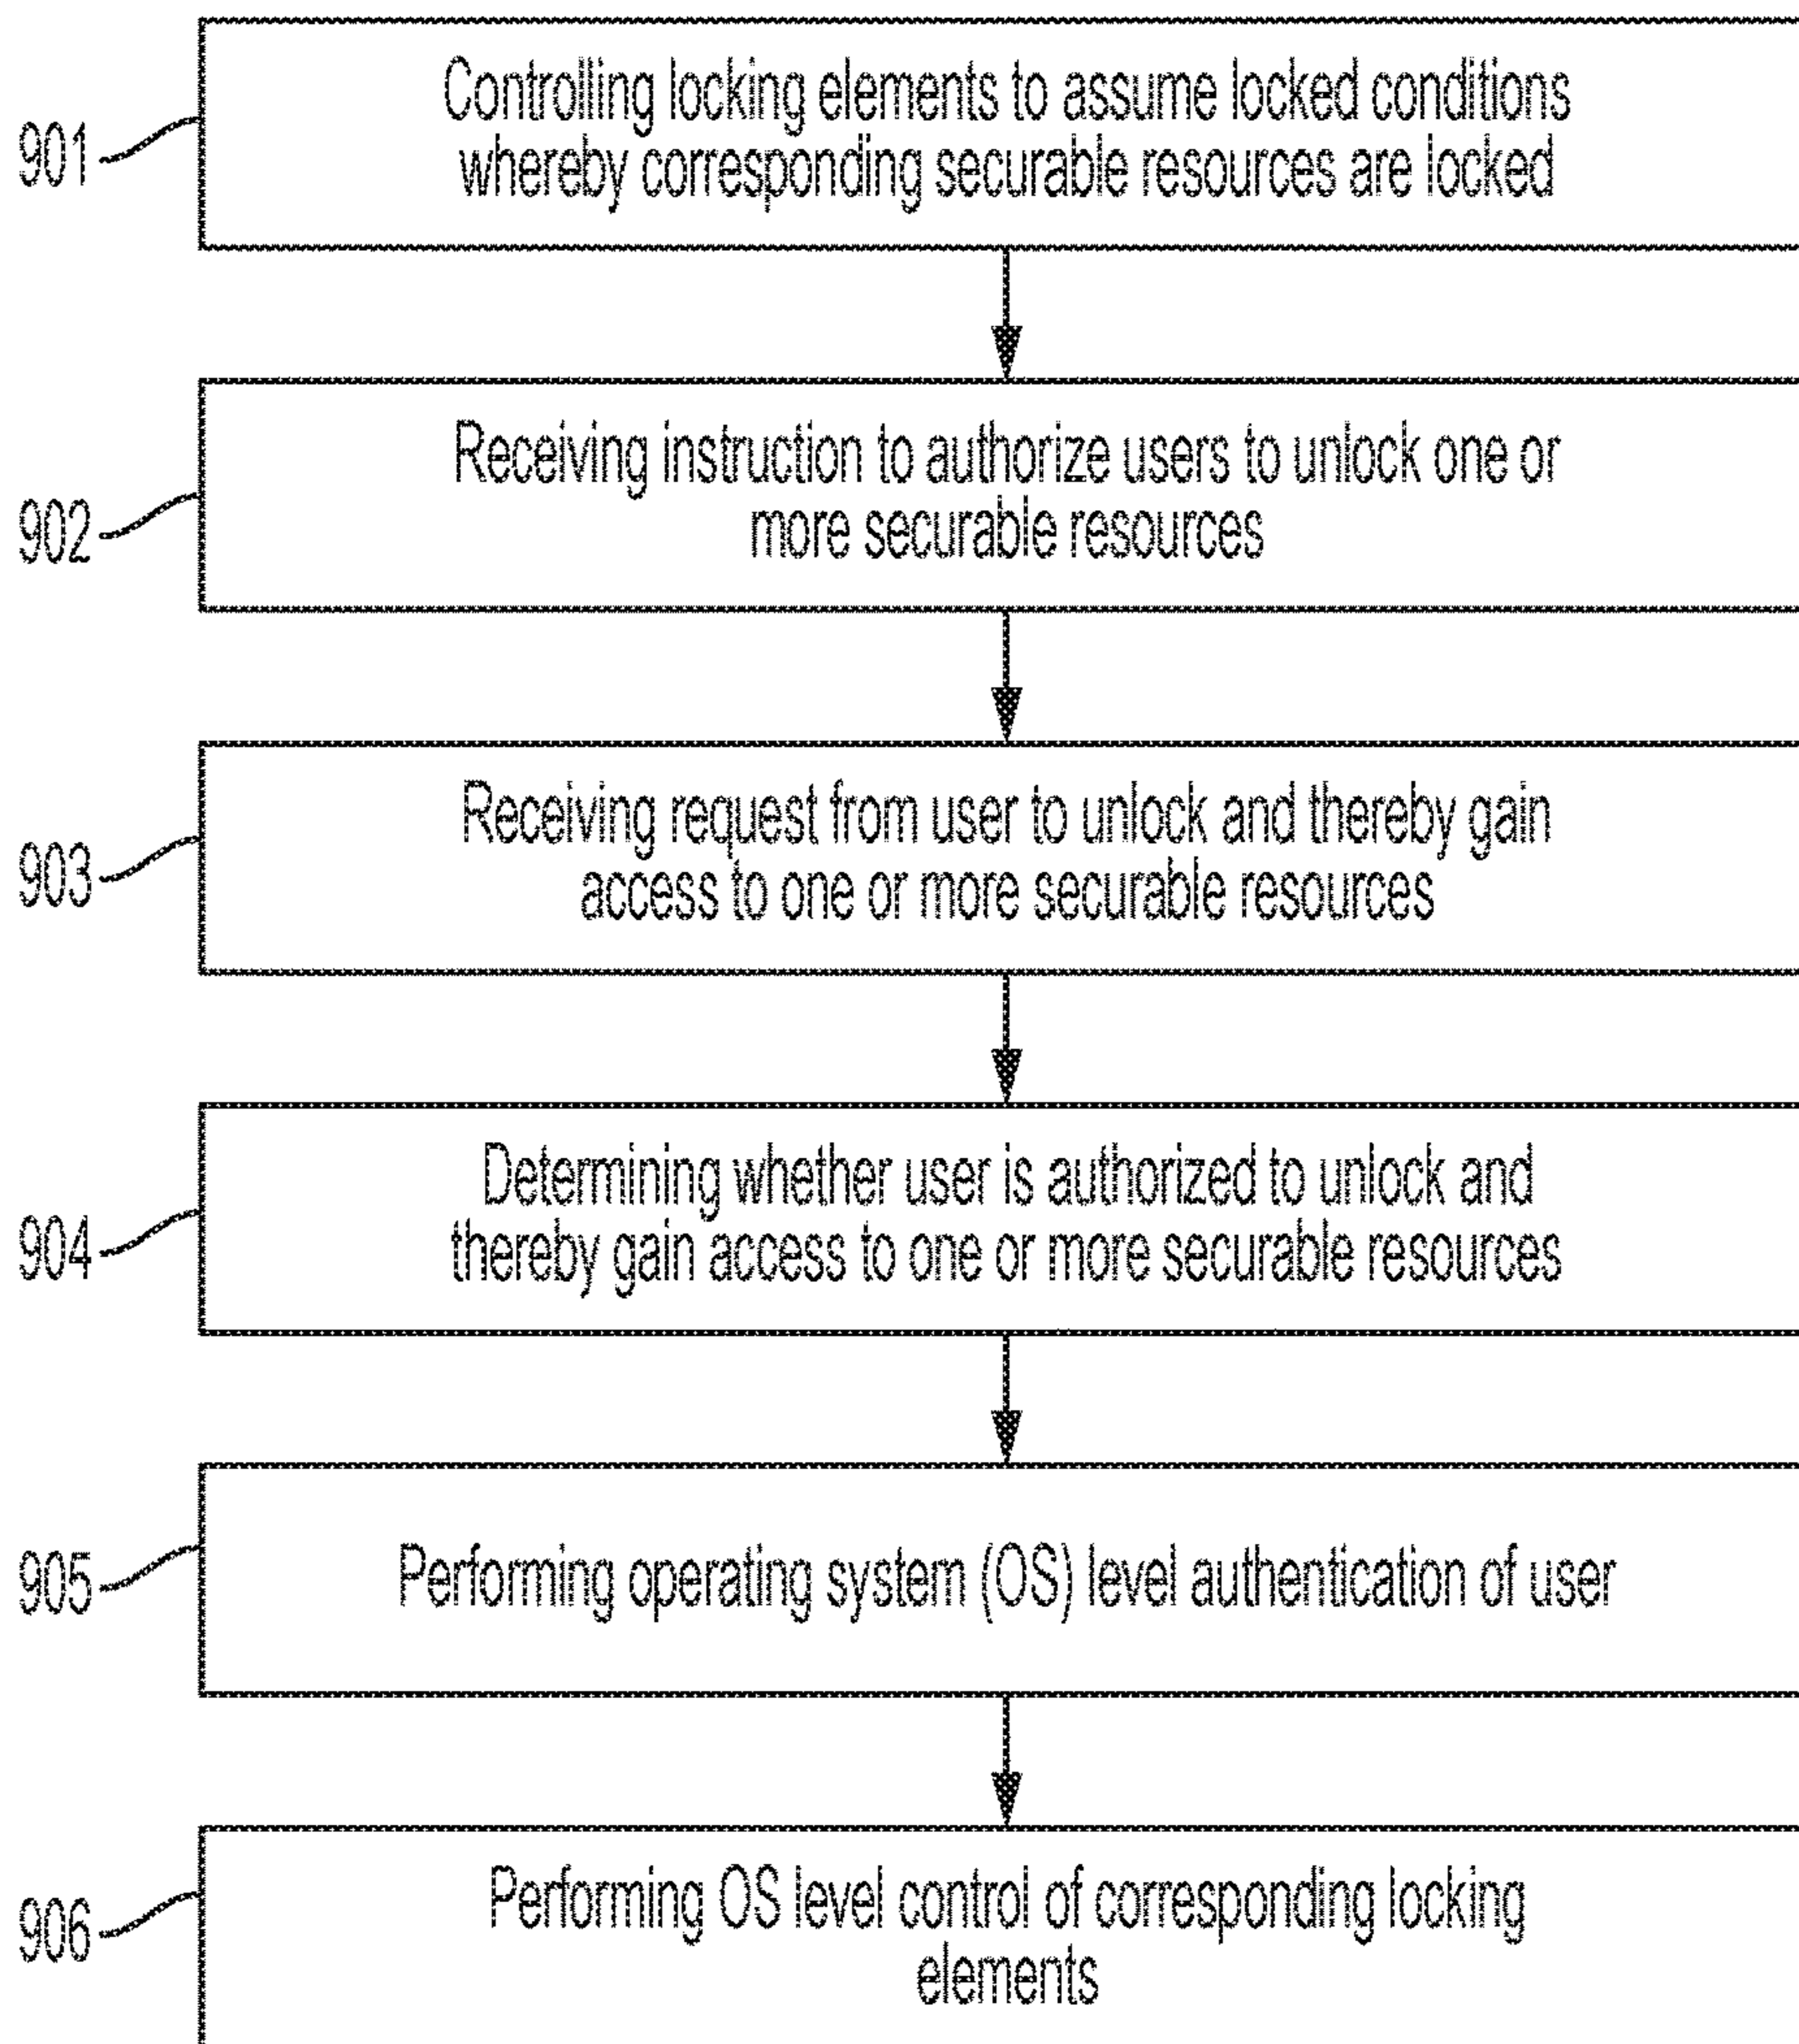 901
Controlling locking elements to assume locked conditions
whereby corresponding securable resources are locked
902
Receiving instruction to authorize users to unlock one or
more securable resources
903
Receiving request from user to unlock and thereby gain
access to one or more securable resources
904
Determining whether user is authorized to unlock and
thereby gain access to one or more securable resources
905
Performing operating system (OS) level authentication of user
906
Performing OS level control of corresponding locking
elements